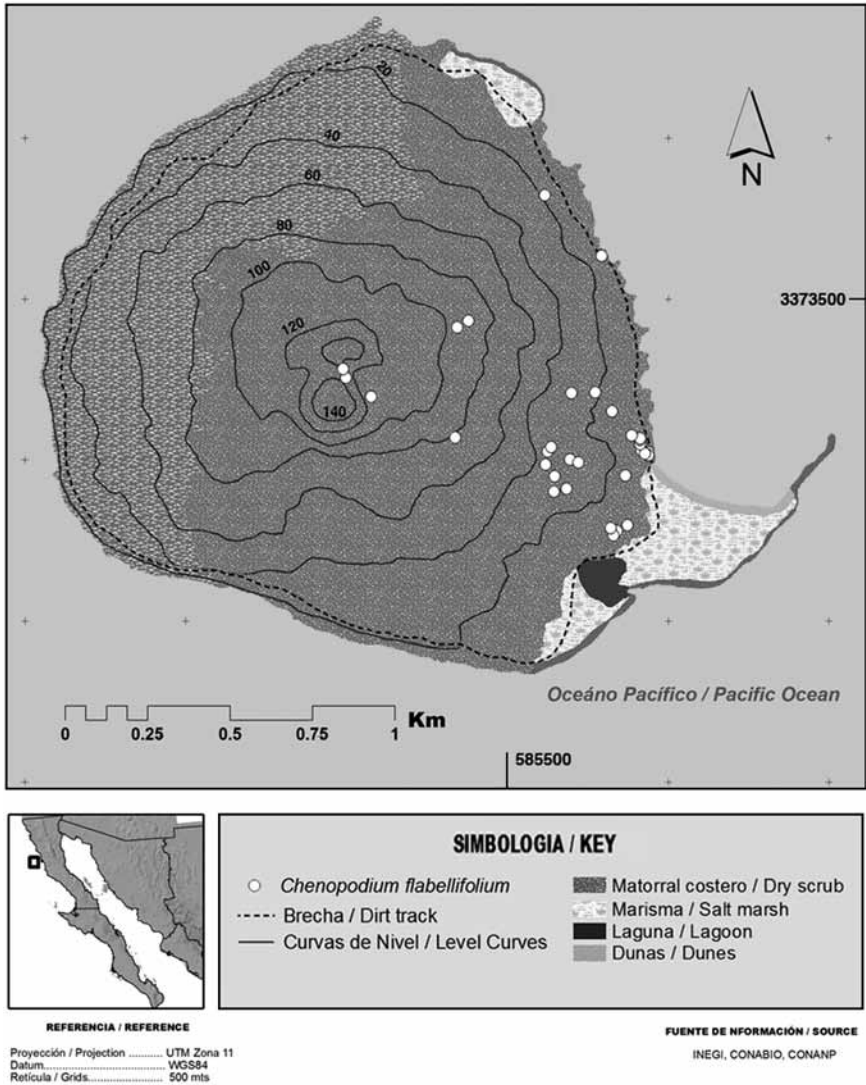 20
40
60
80
100
120
140
N
3373500
Oceáno Pacífico / Pacific Ocean
0 0.25 0.5 0.75 1 Km
585500
SIMBOLOGIA / KEY
Chenopodium flabellifolium
Brecha / Dirt track
Curvas de Nivel / Level Curves
Matorral costero / Dry scrub
Marisma / Salt marsh
Laguna / Lagoon
Dunas / Dunes
REFERENCIA / REFERENCE
Proyección / Projection ........... UTM Zona 11
Datum............................ WGS84
Retícula / Grids.................... 500 mts
FUENTE DE NFORMACIÓN / SOURCE
INEGI, CONABIO, CONANP